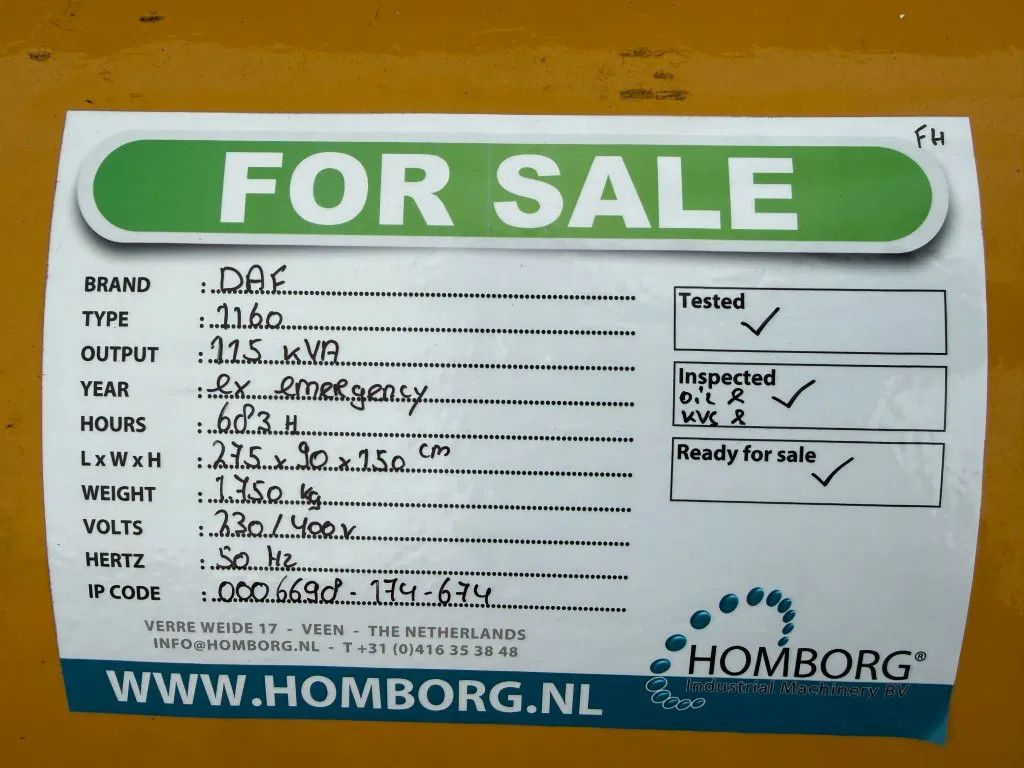 FH
FOR SALE
BRAND : DAF
TYPE : 1160
OUTPUT : 115 kVA
YEAR : ex emergency
HOURS : 683 H
L x W x H : 275 x 90 x 150 cm
WEIGHT : 1.750 kg
VOLTS : 230/400v
HERTZ : 50 Hz
IP CODE : 0006698-174-674
Tested ✓
Inspected ✓
oil &
kvs &
Ready for sale ✓
VERRE WEIDE 17 - VEEN - THE NETHERLANDS
INFO@HOMBORG.NL - T +31 (0)416 35 38 48
WWW.HOMBORG.NL
HOMBORG®
Industrial Machinery BV